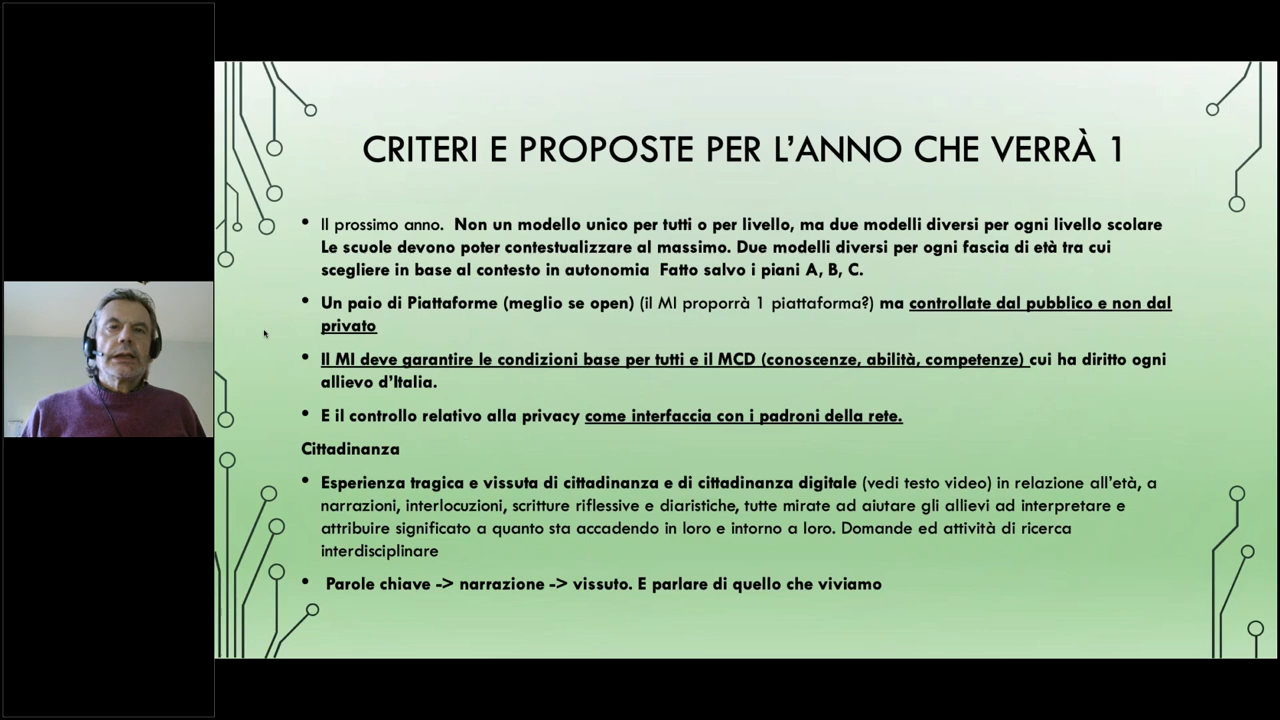 CRITERI E PROPOSTE PER L'ANNO CHE VERRÀ 1
• Il prossimo anno.  Non un modello unico per tutti o per livello, ma due modelli diversi per ogni livello scolare
Le scuole devono poter contestualizzare al massimo. Due modelli diversi per ogni fascia di età tra cui
scegliere in base al contesto in autonomia  Fatto salvo i piani A, B, C.
• Un paio di Piattaforme (meglio se open) (il MI proporrà 1 piattaforma?) ma controllate dal pubblico e non dal
privato
• Il MI deve garantire le condizioni base per tutti e il MCD (conoscenze, abilità, competenze) cui ha diritto ogni
allievo d'Italia.
• E il controllo relativo alla privacy come interfaccia con i padroni della rete.
Cittadinanza
• Esperienza tragica e vissuta di cittadinanza e di cittadinanza digitale (vedi testo video) in relazione all'età, a
narrazioni, interlocuzioni, scritture riflessive e diaristiche, tutte mirate ad aiutare gli allievi ad interpretare e
attribuire significato a quanto sta accadendo in loro e intorno a loro. Domande ed attività di ricerca
interdisciplinare
• Parole chiave -> narrazione -> vissuto. E parlare di quello che viviamo